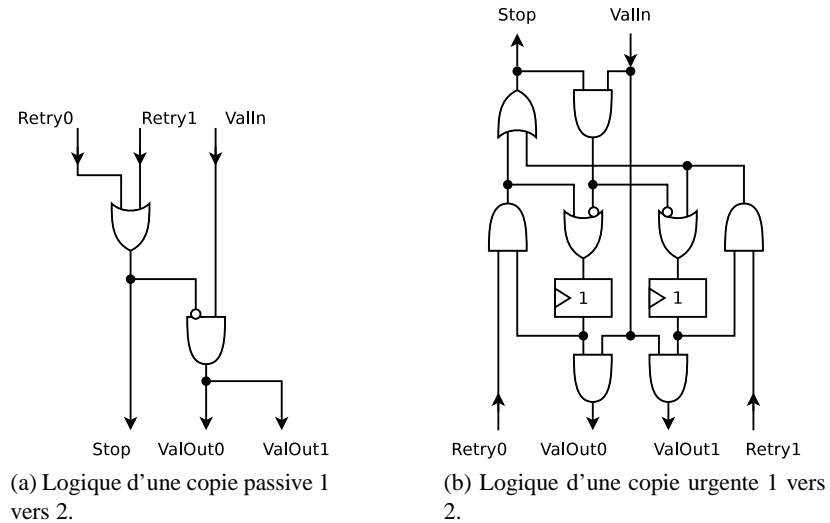 Stop
ValIn
Retry0
Retry1
ValIn
1
1
Stop
ValOut0
ValOut1
Retry0
ValOut0
ValOut1
Retry1
(a) Logique d'une copie passive 1
vers 2.
(b) Logique d'une copie urgente 1 vers
2.